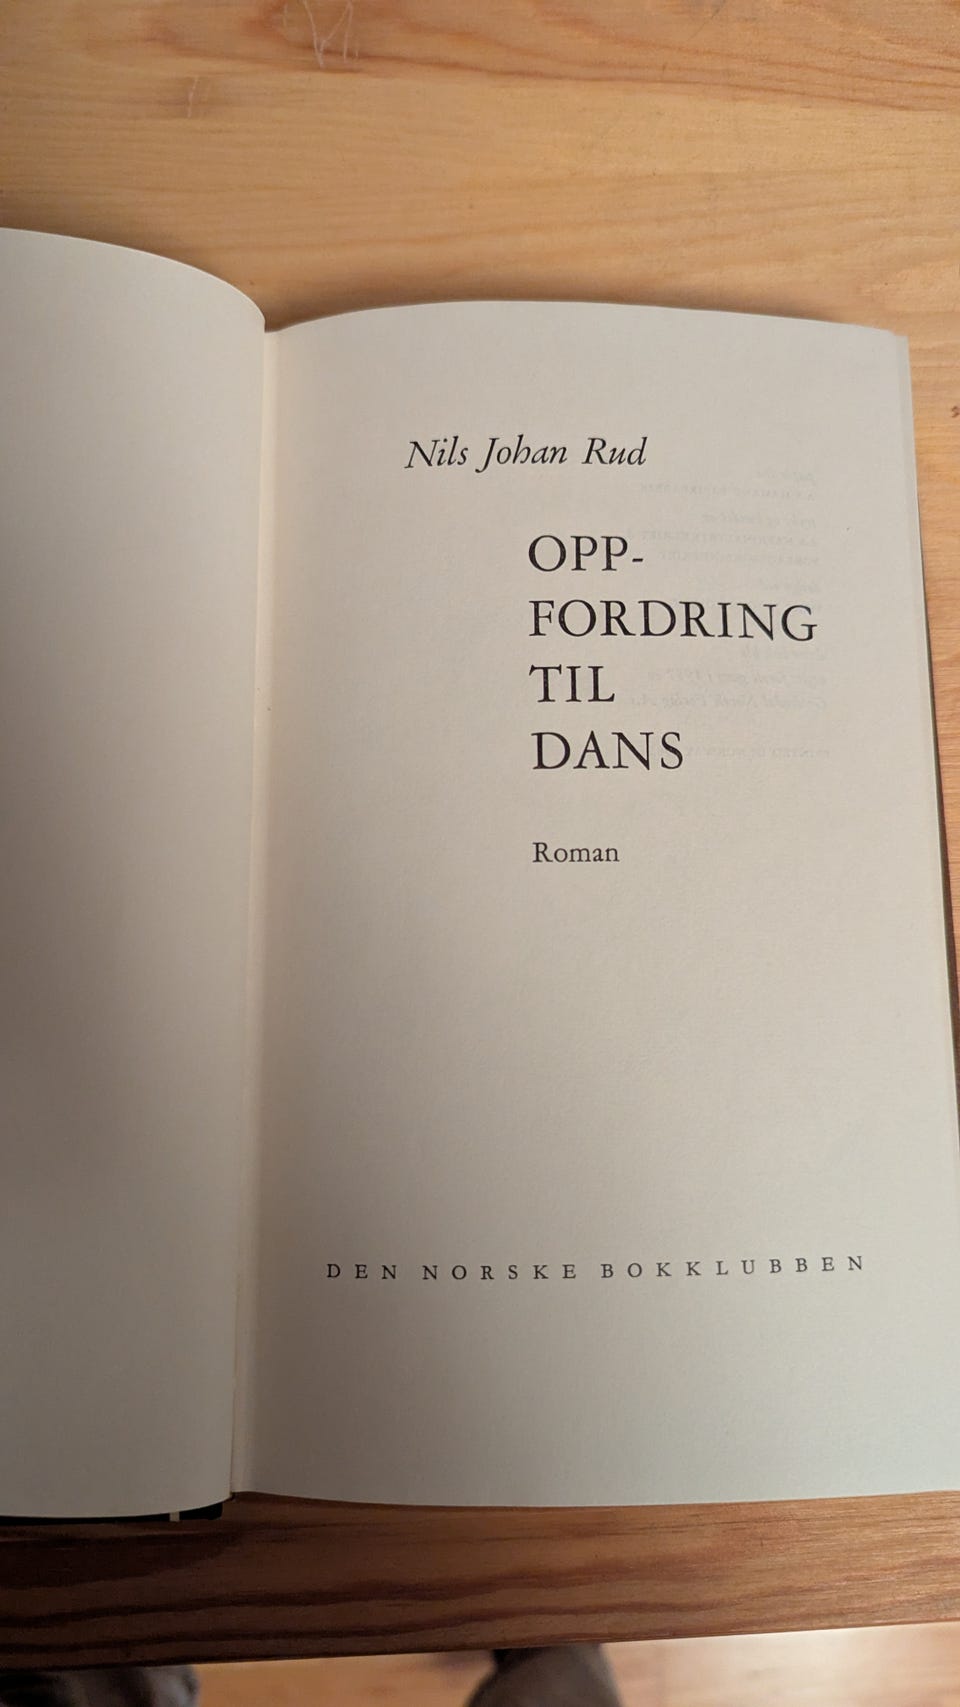 Nils Johan Rud
OPP-
FORDRING
TIL
DANS
Roman
DEN NORSKE BOKKLUBBEN